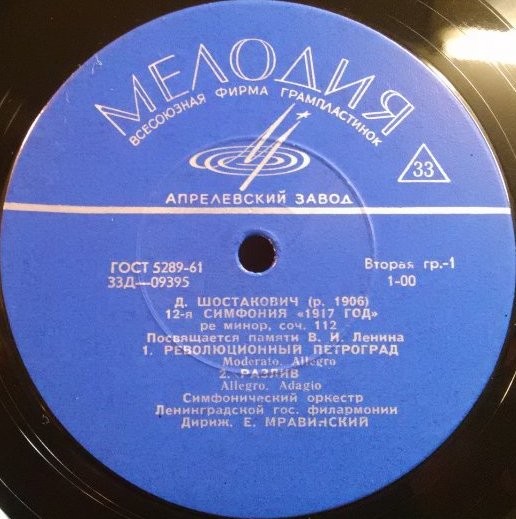 МЕЛОДИЯ
ВСЕСОЮЗНАЯ ФИРМА ГРАМПЛАСТИНОК
33
АПРЕЛЕВСКИЙ ЗАВОД
ГОСТ 5289-61
Вторая гр.-1
33Д—09395
1-00
Д. ШОСТАКОВИЧ (р. 1906)
12-я СИМФОНИЯ «1917 ГОД»
ре минор, соч. 112
Посвящается памяти В. И. Ленина
1. РЕВОЛЮЦИОННЫЙ ПЕТРОГРАД
Moderato. Allegro
2. РАЗЛИВ
Allegro. Adagio
Симфонический оркестр
Ленинградской гос. филармонии
Дириж. Е. МРАВИНСКИЙ